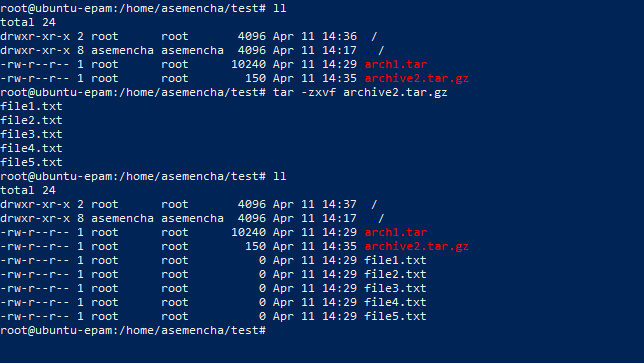 root@ubuntu-epam:/home/asemencha/test# ll
total 24
drwxr-xr-x 2 root      root       4096 Apr 11 14:36  /
drwxr-xr-x 8 asemencha asemencha  4096 Apr 11 14:17   /
-rw-r--r-- 1 root      root      10240 Apr 11 14:29 arch1.tar
-rw-r--r-- 1 root      root        150 Apr 11 14:35 archive2.tar.gz
root@ubuntu-epam:/home/asemencha/test# tar -zxvf archive2.tar.gz
file1.txt
file2.txt
file3.txt
file4.txt
file5.txt
root@ubuntu-epam:/home/asemencha/test# ll
total 24
drwxr-xr-x 2 root      root       4096 Apr 11 14:37  /
drwxr-xr-x 8 asemencha asemencha  4096 Apr 11 14:17   /
-rw-r--r-- 1 root      root      10240 Apr 11 14:29 arch1.tar
-rw-r--r-- 1 root      root        150 Apr 11 14:35 archive2.tar.gz
-rw-r--r-- 1 root      root          0 Apr 11 14:29 file1.txt
-rw-r--r-- 1 root      root          0 Apr 11 14:29 file2.txt
-rw-r--r-- 1 root      root          0 Apr 11 14:29 file3.txt
-rw-r--r-- 1 root      root          0 Apr 11 14:29 file4.txt
-rw-r--r-- 1 root      root          0 Apr 11 14:29 file5.txt
root@ubuntu-epam:/home/asemencha/test#